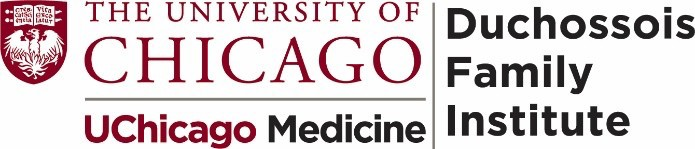 THE UNIVERSITY OF
CHICAGO
UChicago Medicine
Duchossois
Family
Institute